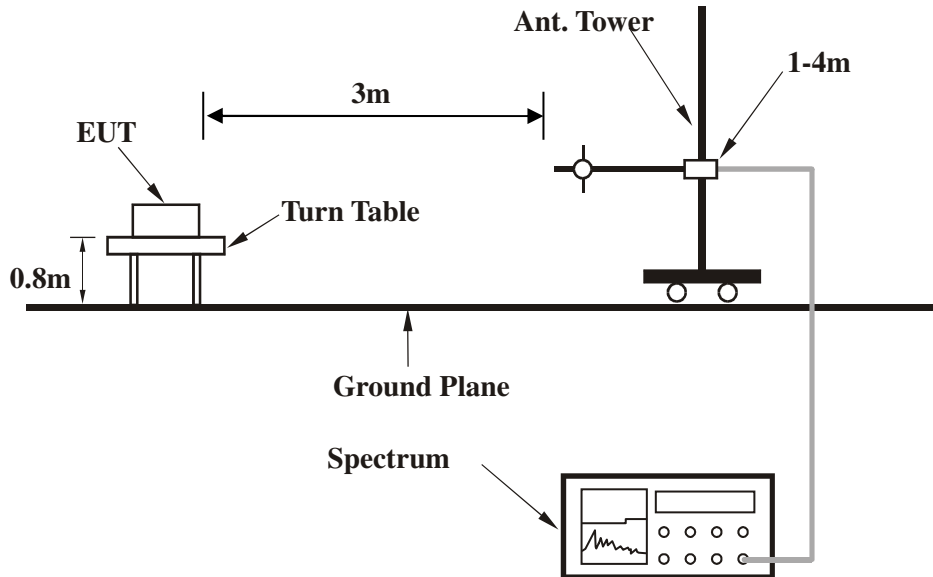 Ant. Tower
1-4m
3m
EUT
Turn Table
0.8m
Ground Plane
Spectrum